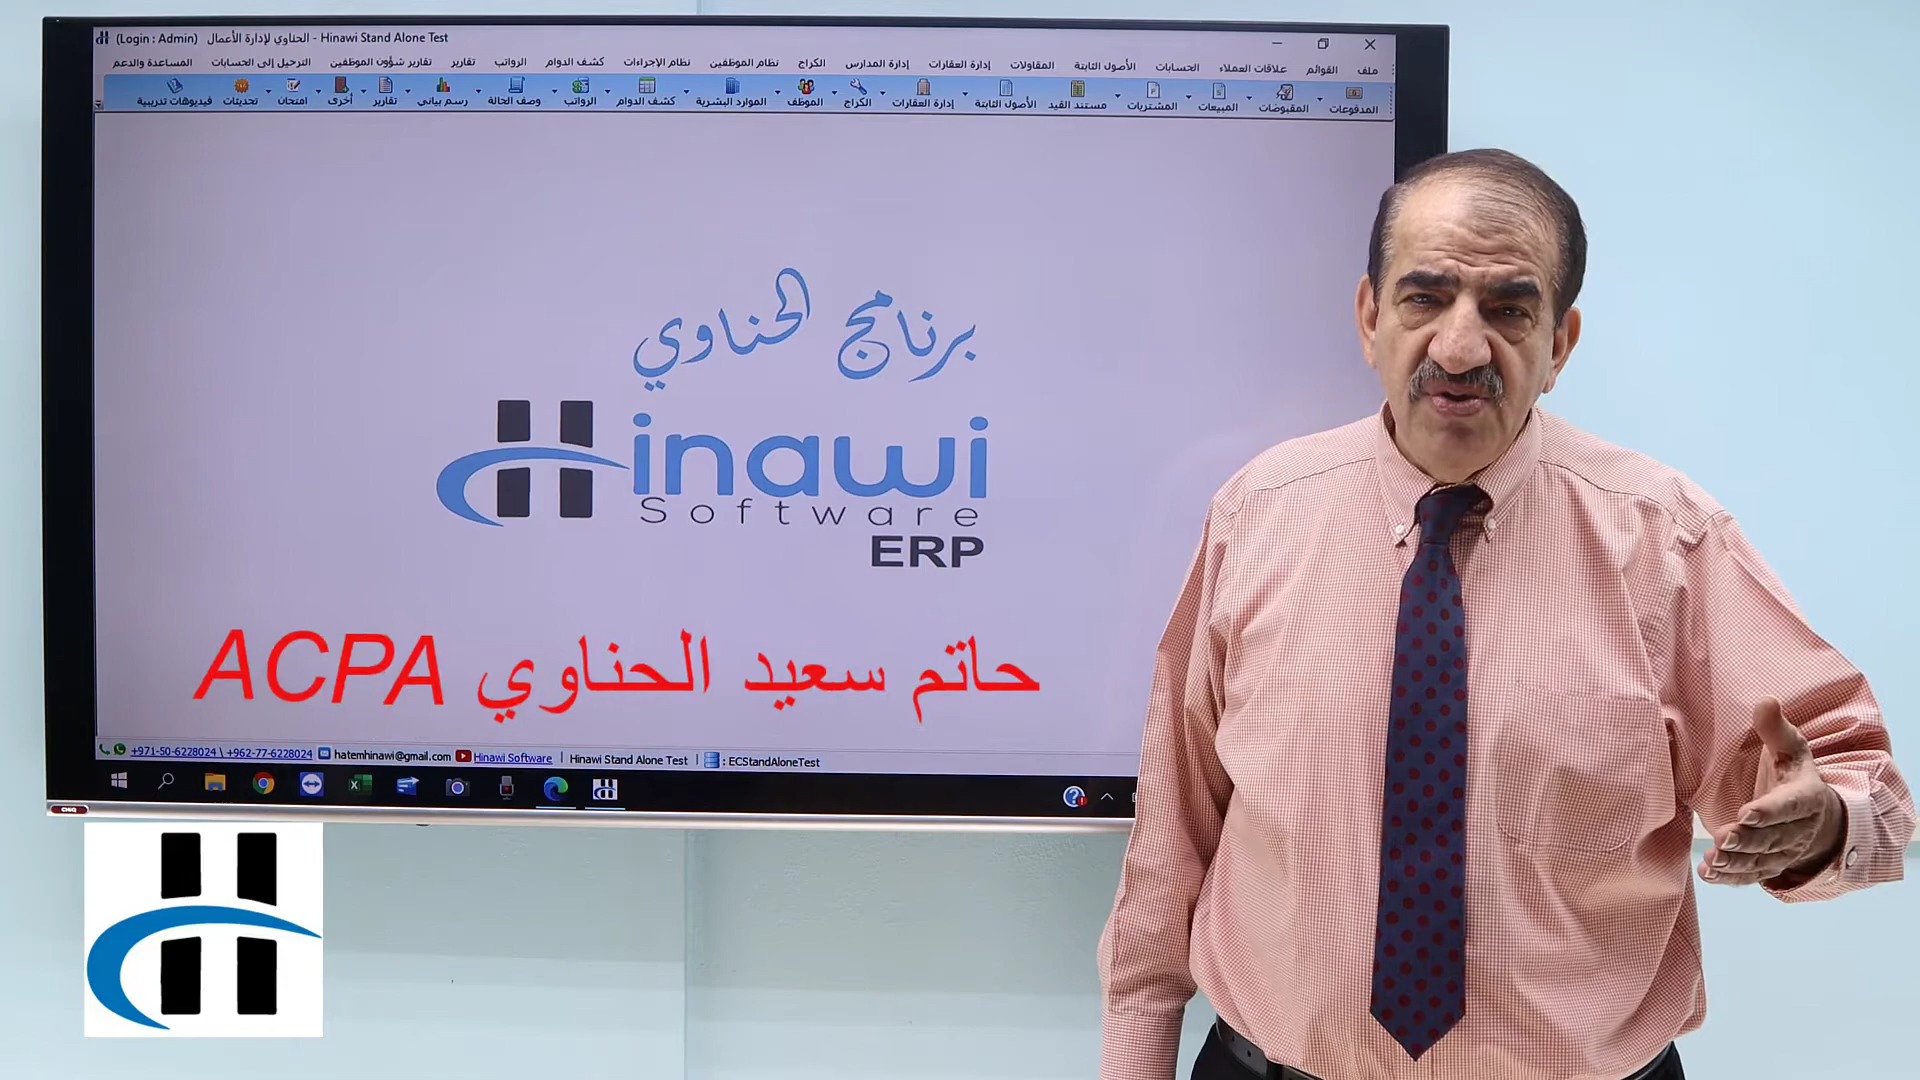 (Login : Admin) الحناوي لإدارة الأعمال - Hinawi Stand Alone Test
ملف القوائم علاقات العملاء الحسابات الأصول الثابتة المقاولات إدارة العقارات إدارة المدارس الكراج نظام الموظفين نظام الإجراءات كشف الدوام الرواتب تقارير تقارير شؤون الموظفين الترحيل إلى الحسابات المساعدة والدعم
المدفوعات المقبوضات المبيعات المشتريات مستند القيد الأصول الثابتة إدارة العقارات الكراج الموظف الموارد البشرية كشف الدوام الرواتب وصف الحالة رسم بياني تقارير أخرى امتحان تحديثات فيديوهات تدريبية
برنامج الحناوي
Hinawi
Software
ERP
حاتم سعيد الحناوي ACPA
+971-50-6228024 \ +962-77-6228024 hatemhinawi@gmail.com Hinawi Software | Hinawi Stand Alone Test | : ECStandAloneTest
CHiQ